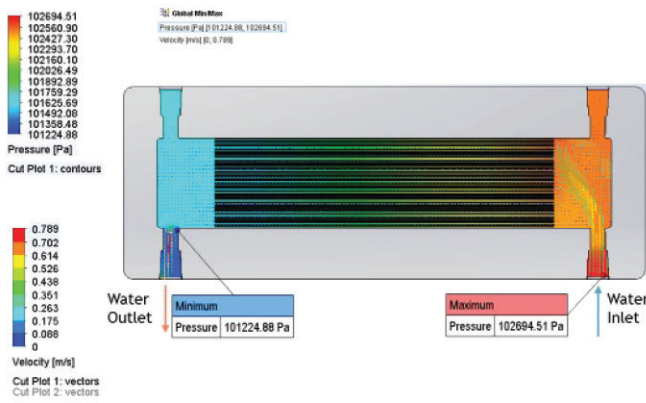 Global Min/Max
Pressure [Pa] [101224.88, 102694.51]
Velocity [m/s] [0, 0.789]
102694.51
102560.90
102427.30
102293.70
102160.10
102026.49
101892.89
101759.29
101625.69
101492.08
101358.48
101224.88
Pressure [Pa]
Cut Plot 1: contours
0.789
0.702
0.614
0.526
0.438
0.351
0.263
0.175
0.088
0
Velocity [m/s]
Cut Plot 1: vectors
Cut Plot 2: vectors
Water
Outlet
Minimum
Pressure 101224.88 Pa
Maximum
Pressure 102694.51 Pa
Water
Inlet